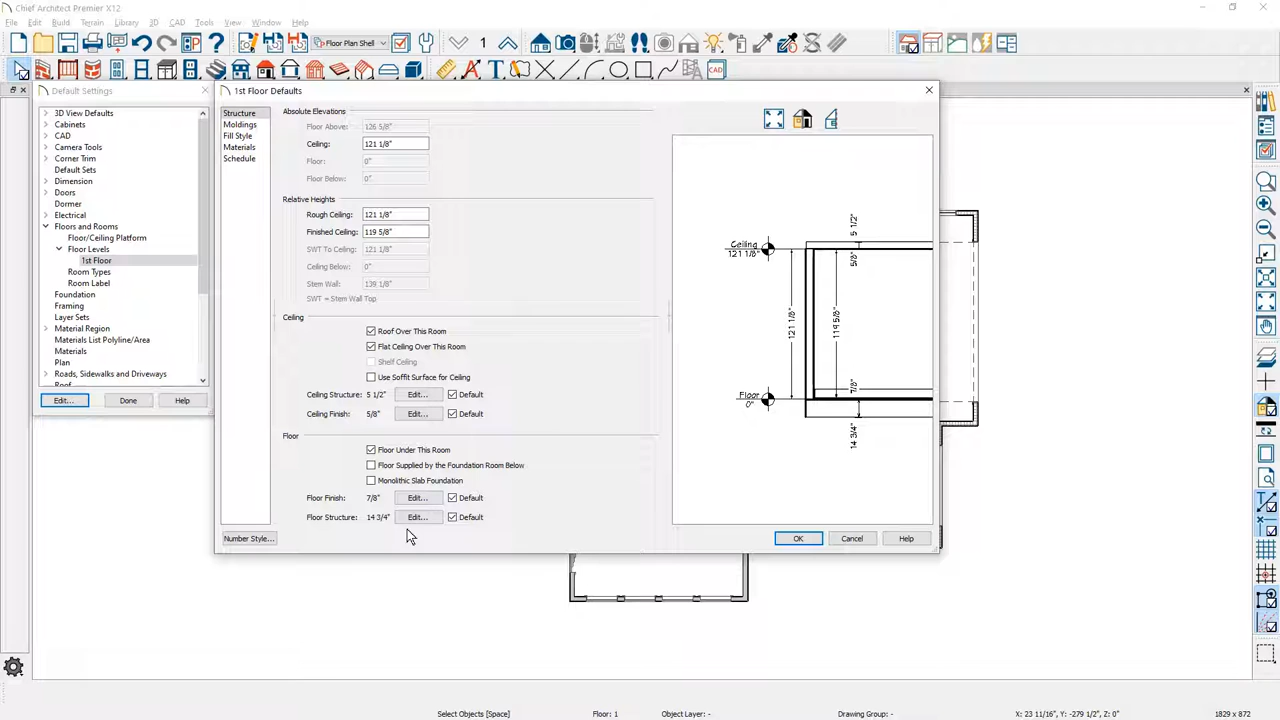 Chief Architect Premier X12
File Edit Build Terrain Library 3D View CAD Tools View Window Help
Floor Plan Shell
1
CAD
Default Settings
3D View Defaults
Cabinets
CAD
Camera Tools
Corner Trim
Default Sets
Dimension
Doors
Dormer
Electrical
Floors and Rooms
Floor/Ceiling Platform
Floor Levels
1st Floor
Room Types
Room Label
Foundation
Framing
Layer Sets
Material Region
Materials List Polyline/Area
Materials
Plan
Roads, Sidewalks and Driveways
Roof
Edit... Done Help
1st Floor Defaults
Structure
Moldings
Fill Style
Materials
Schedule
Absolute Elevations
Floor Above: 126 5/8"
Ceiling: 121 1/8"
Floor: 0"
Floor Below: 0"
Relative Heights
Rough Ceiling: 121 1/8"
Finished Ceiling: 119 5/8"
SWT To Ceiling: 121 1/8"
Ceiling Below: 0"
Stem Wall: 139 1/8"
SWT = Stem Wall Top
Ceiling
Roof Over This Room
Flat Ceiling Over This Room
Shelf Ceiling
Use Soffit Surface for Ceiling
Ceiling Structure: 5 1/2" Edit... Default
Ceiling Finish: 5/8" Edit... Default
Floor
Floor Under This Room
Floor Supplied by the Foundation Room Below
Monolithic Slab Foundation
Floor Finish: 7/8" Edit... Default
Floor Structure: 14 3/4" Edit... Default
Number Style... OK Cancel Help
Ceiling
121 1/8"
5 1/2"
5/8"
121 1/8"
119 5/8"
7/8"
Floor
0"
14 3/4"
Select Objects [Space] Floor: 1 Object Layer: - Drawing Group: - X: 23 11/16", Y: -279 1/2", Z: 0" 1829 x 872